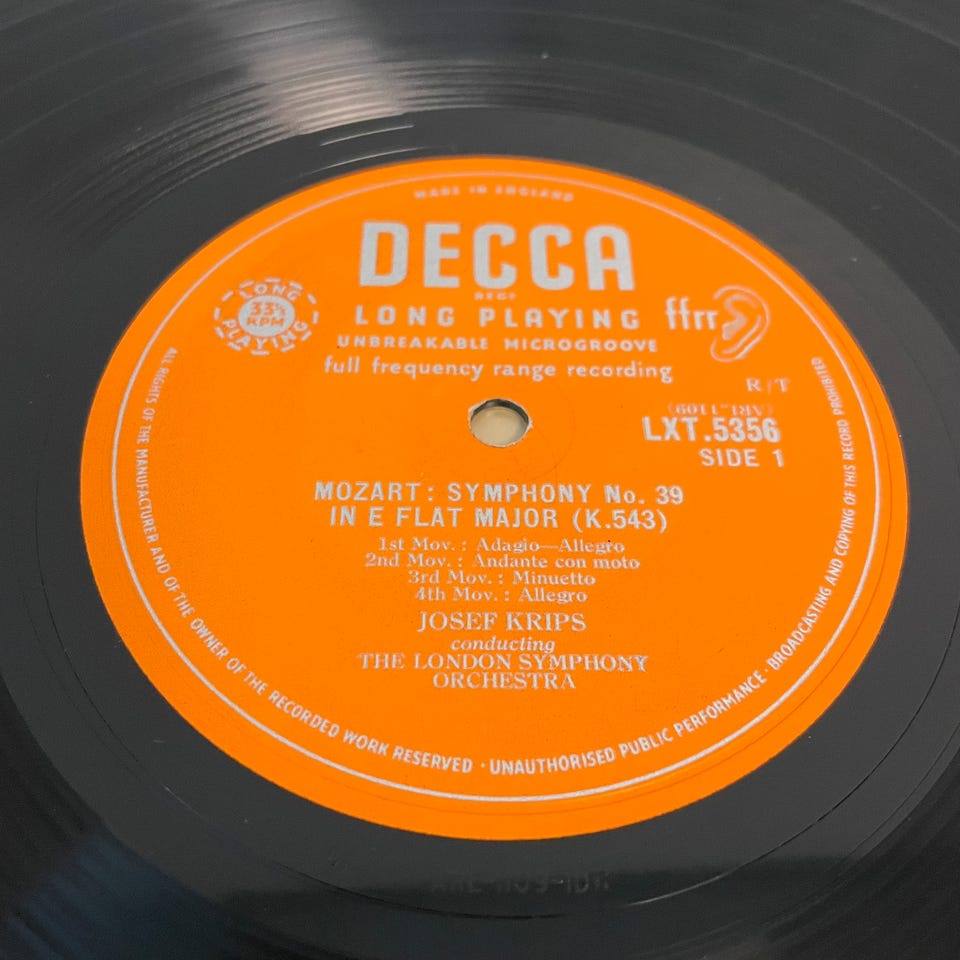 MADE IN ENGLAND
DECCA
REGD
LONG PLAYING
ffrr
LONG
33⅓
RPM
PLAYING
UNBREAKABLE MICROGROOVE
full frequency range recording
R/T
(ARL-1109)
LXT.5356
SIDE 1
MOZART: SYMPHONY No. 39
IN E FLAT MAJOR (K.543)
1st Mov. : Adagio—Allegro
2nd Mov. : Andante con moto
3rd Mov. : Minuetto
4th Mov. : Allegro
JOSEF KRIPS
conducting
THE LONDON SYMPHONY
ORCHESTRA
ALL RIGHTS OF THE MANUFACTURER AND OF THE OWNER OF THE RECORDED WORK RESERVED · UNAUTHORISED PUBLIC PERFORMANCE · BROADCASTING AND COPYING OF THIS RECORD PROHIBITED